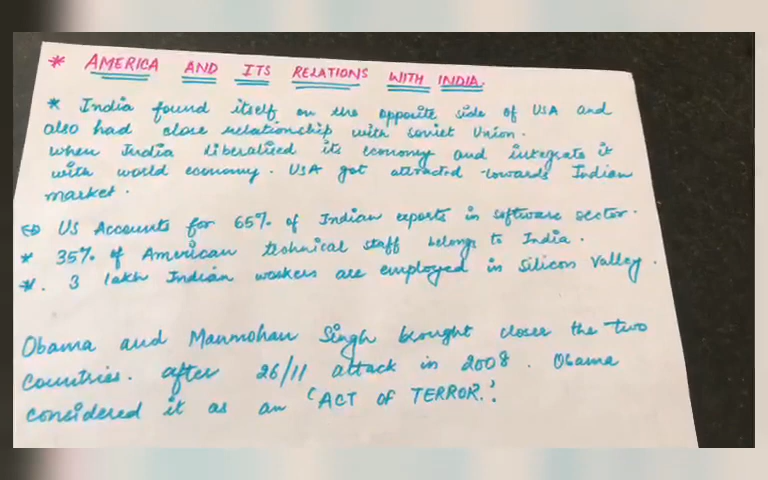 * AMERICA AND ITS RELATIONS WITH INDIA.
* India found itself on the opposite side of USA and
also had close relationship with Soviet Union.
when India liberalised its economy and integrate it
with world economy. USA got attracted towards Indian
market.
⇔ US Accounts for 65% of Indian exports in software sector.
* 35% of American technical staff belongs to India.
*. 3 lakh Indian workers are employed in Silicon Valley.
Obama and Manmohan Singh brought closer the two
Countries. after 26/11 attack in 2008. Obama
considered it as an 'ACT OF TERROR.'